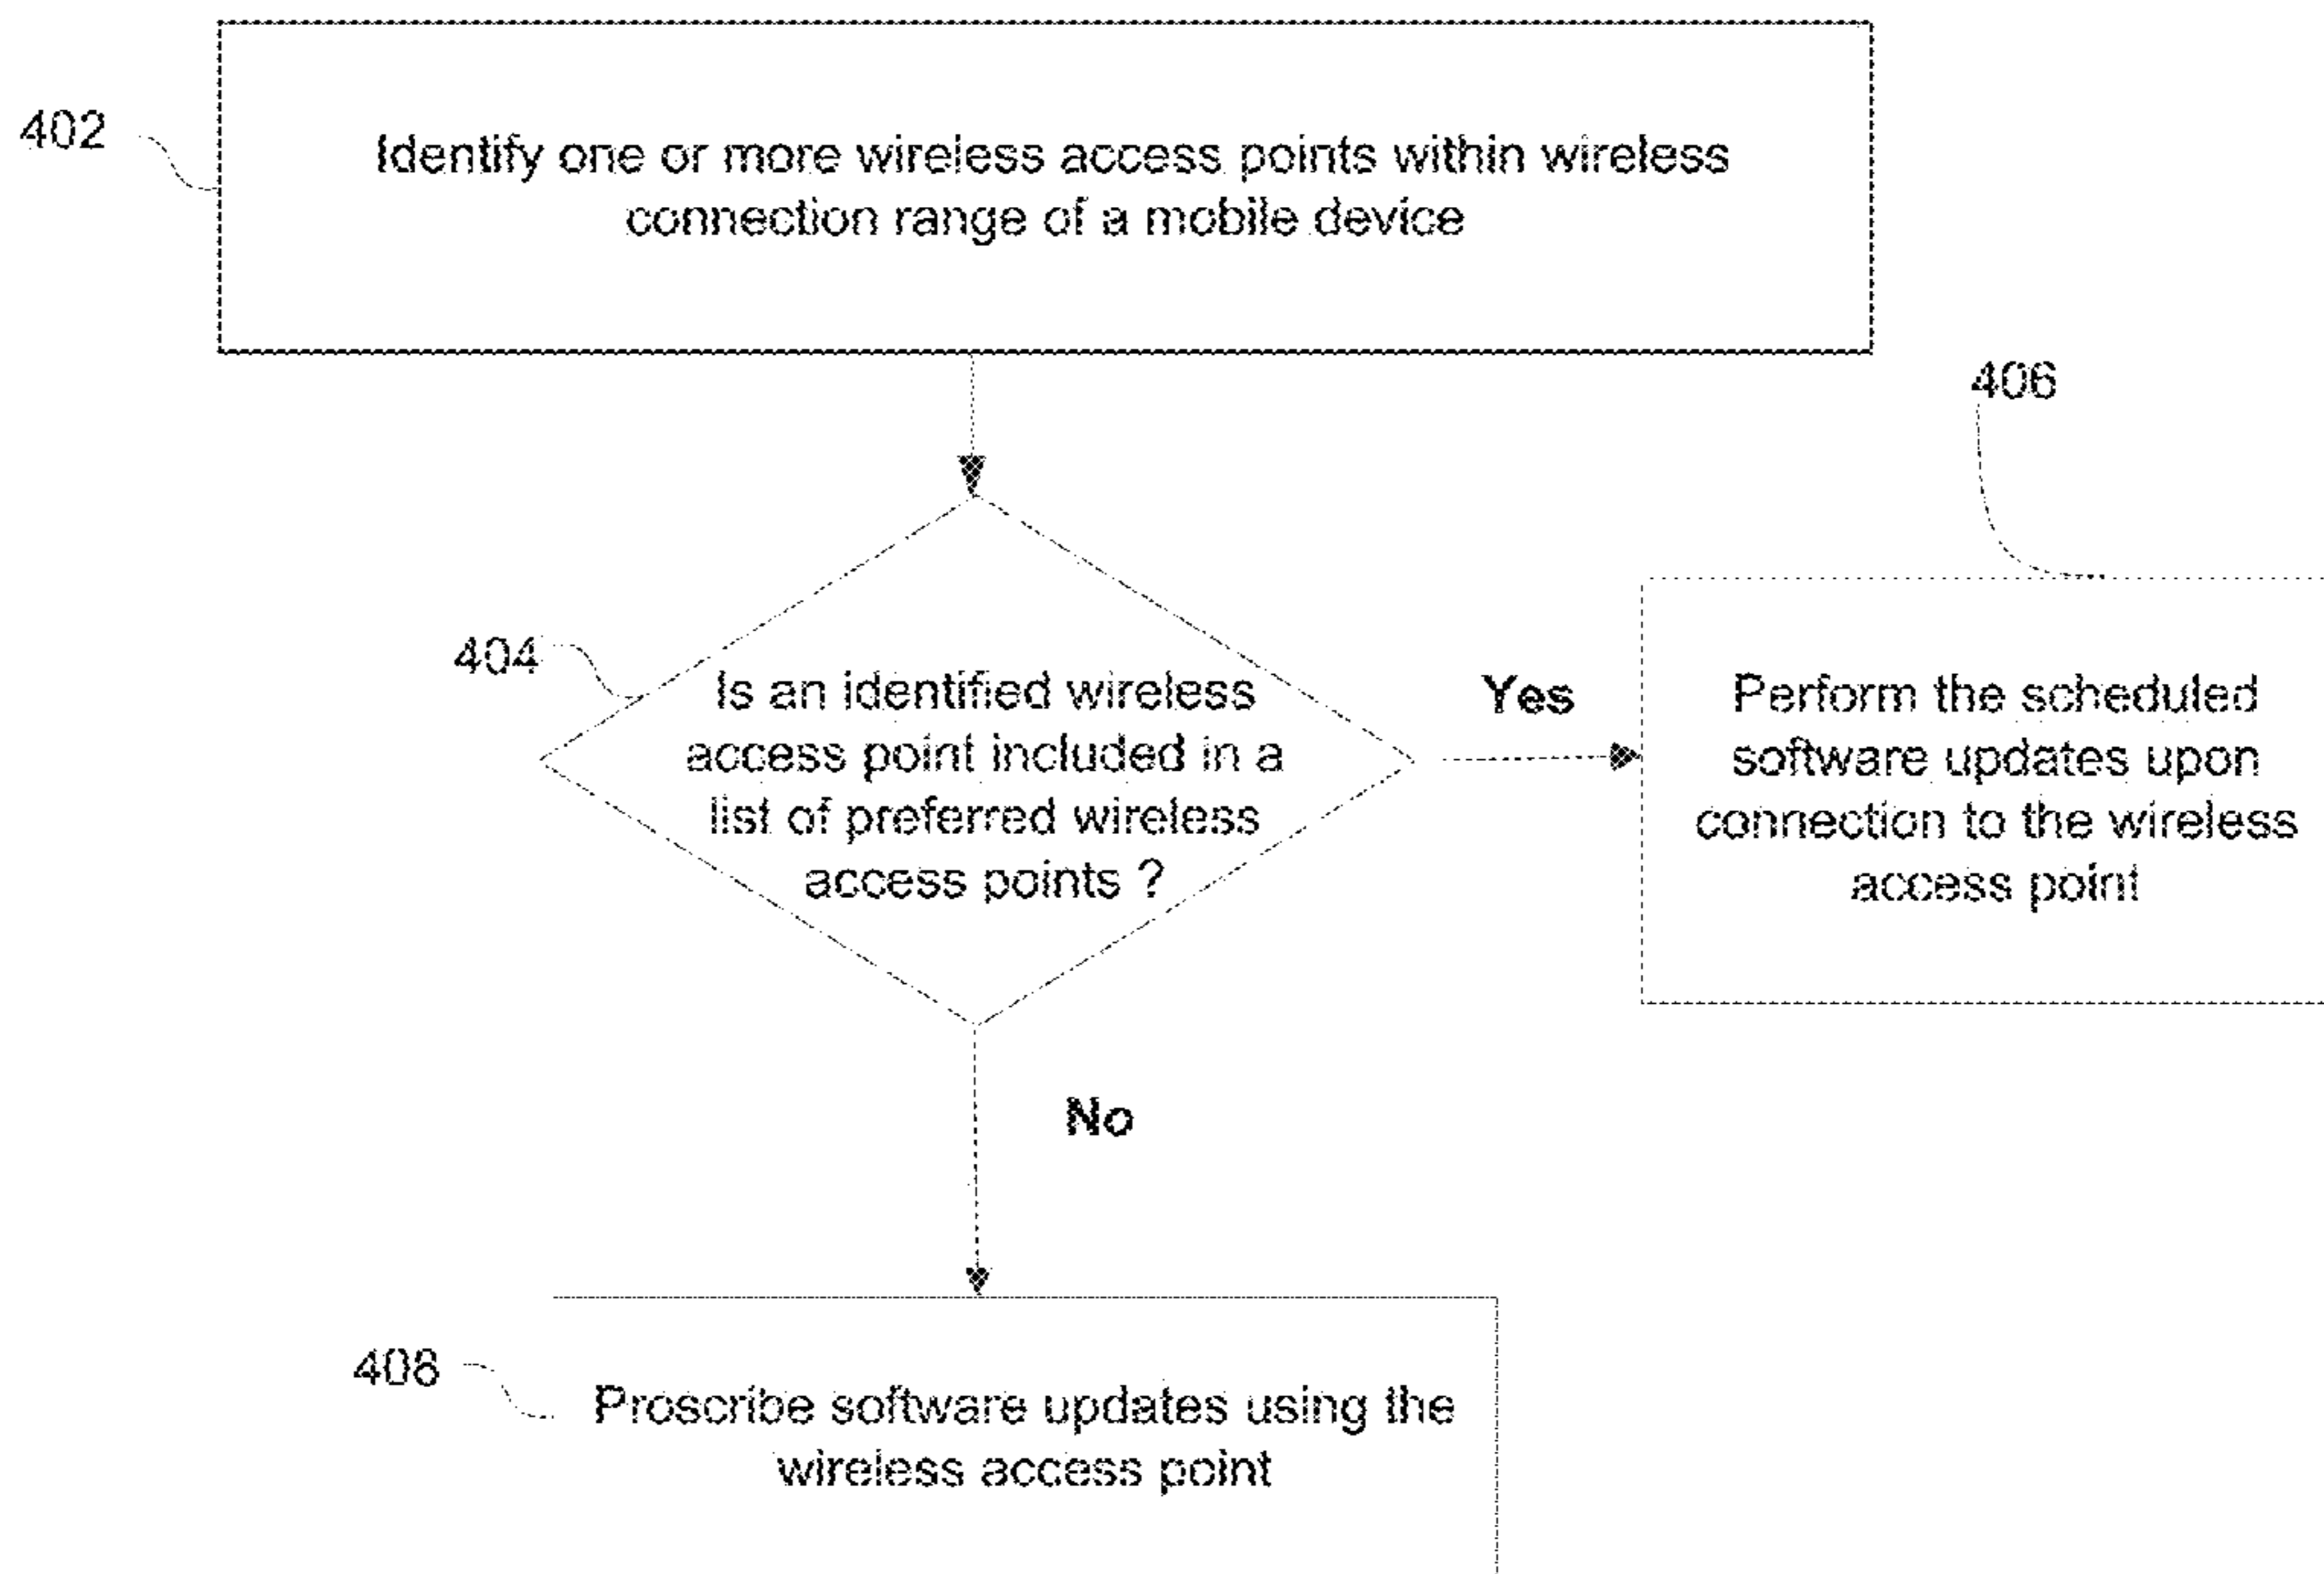 402
Identify one or more wireless access points within wireless
connection range of a mobile device
406
404
Is an identified wireless
access point included in a
list of preferred wireless
access points ?
Yes
Perform the scheduled
software updates upon
connection to the wireless
access point
No
408
Proscribe software updates using the
wireless access point